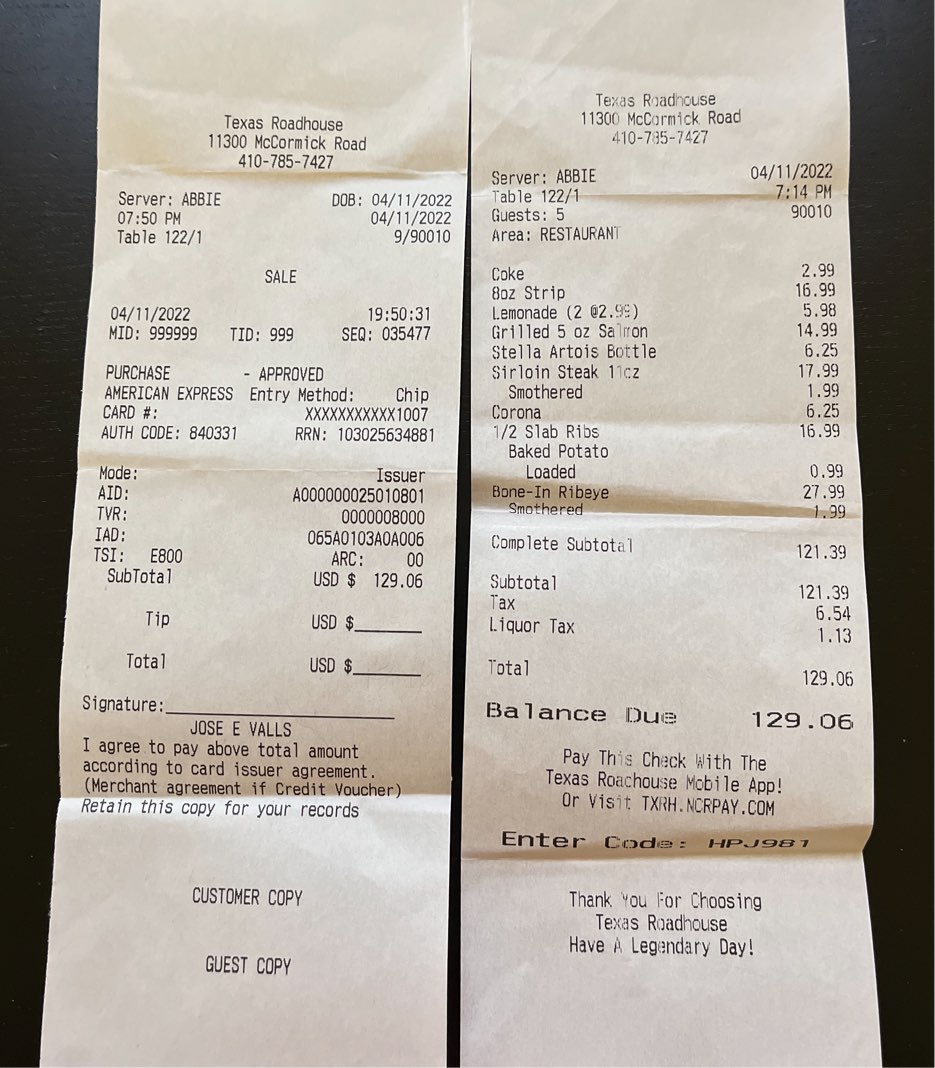 Texas Roadhouse
11300 McCormick Road
410-785-7427
Server: ABBIE DOB: 04/11/2022
07:50 PM 04/11/2022
Table 122/1 9/90010
SALE
04/11/2022 19:50:31
MID: 999999 TID: 999 SEQ: 035477
PURCHASE - APPROVED
AMERICAN EXPRESS Entry Method: Chip
CARD #: XXXXXXXXXXX1007
AUTH CODE: 840331 RRN: 103025634881
Mode: Issuer
AID: A000000025010801
TVR: 0000008000
IAD: 065A0103A0A006
TSI: E800 ARC: 00
SubTotal USD $ 129.06
Tip USD $
Total USD $
Signature:
JOSE E VALLS
I agree to pay above total amount
according to card issuer agreement.
(Merchant agreement if Credit Voucher)
Retain this copy for your records
CUSTOMER COPY
GUEST COPY
Texas Roadhouse
11300 McCormick Road
410-785-7427
Server: ABBIE 04/11/2022
Table 122/1 7:14 PM
Guests: 5 90010
Area: RESTAURANT
Coke 2.99
8oz Strip 16.99
Lemonade (2 @2.99) 5.98
Grilled 5 oz Salmon 14.99
Stella Artois Bottle 6.25
Sirloin Steak 11oz 17.99
Smothered 1.99
Corona 6.25
1/2 Slab Ribs 16.99
Baked Potato
Loaded 0.99
Bone-In Ribeye 27.99
Smothered 1.99
Complete Subtotal 121.39
Subtotal 121.39
Tax 6.54
Liquor Tax 1.13
Total 129.06
Balance Due 129.06
Pay This Check With The
Texas Roadhouse Mobile App!
Or Visit TXRH.NCRPAY.COM
Enter Code: HPJ981
Thank You For Choosing
Texas Roadhouse
Have A Legendary Day!